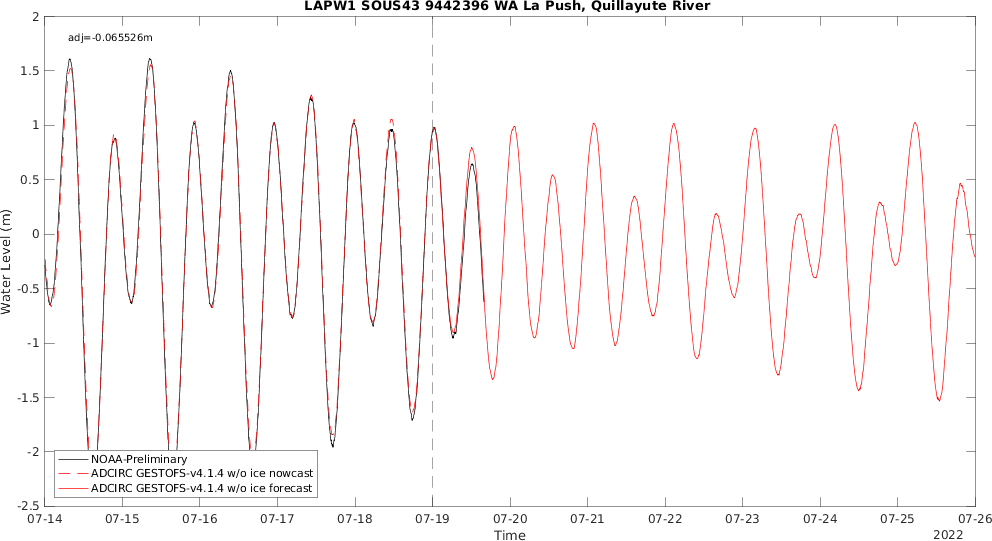 LAPW1 SOUS43 9442396 WA La Push, Quillayute River
adj=-0.065526m
Water Level (m)
2
1.5
1
0.5
0
-0.5
-1
-1.5
-2
-2.5
NOAA-Preliminary
ADCIRC GESTOFS-v4.1.4 w/o ice nowcast
ADCIRC GESTOFS-v4.1.4 w/o ice forecast
07-14 07-15 07-16 07-17 07-18 07-19 07-20 07-21 07-22 07-23 07-24 07-25 07-26
Time
2022